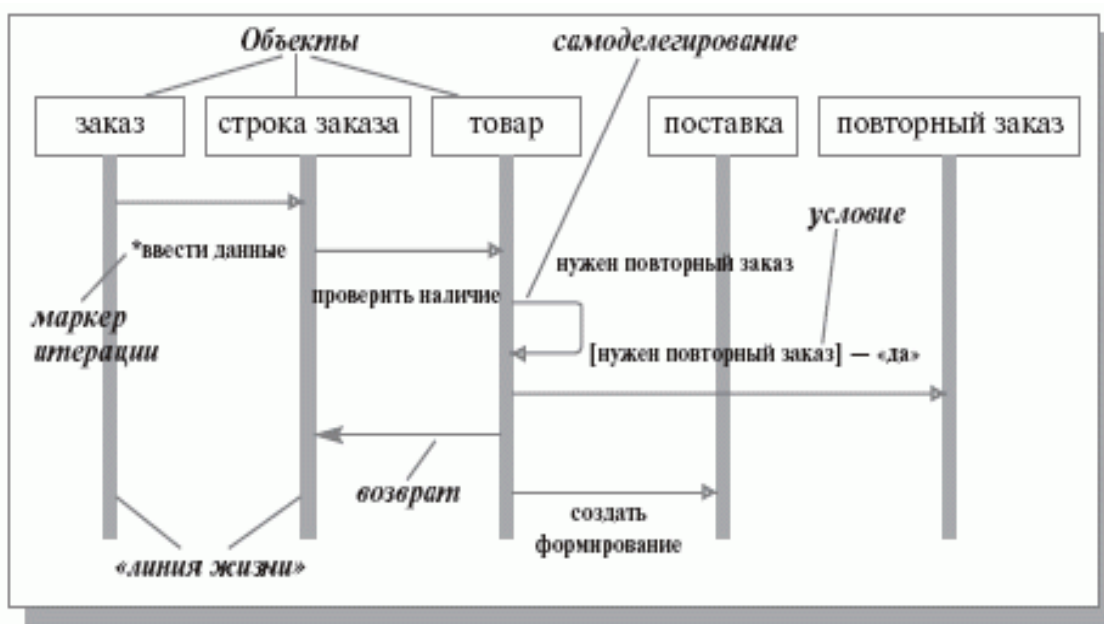 Объекты
самоделегирование
заказ
строка заказа
товар
поставка
повторный заказ
условие
*ввести данные
нужен повторный заказ
проверить наличие
маркер
итерации
[нужен повторный заказ] — «да»
возврат
создать
формирование
«линия жизни»